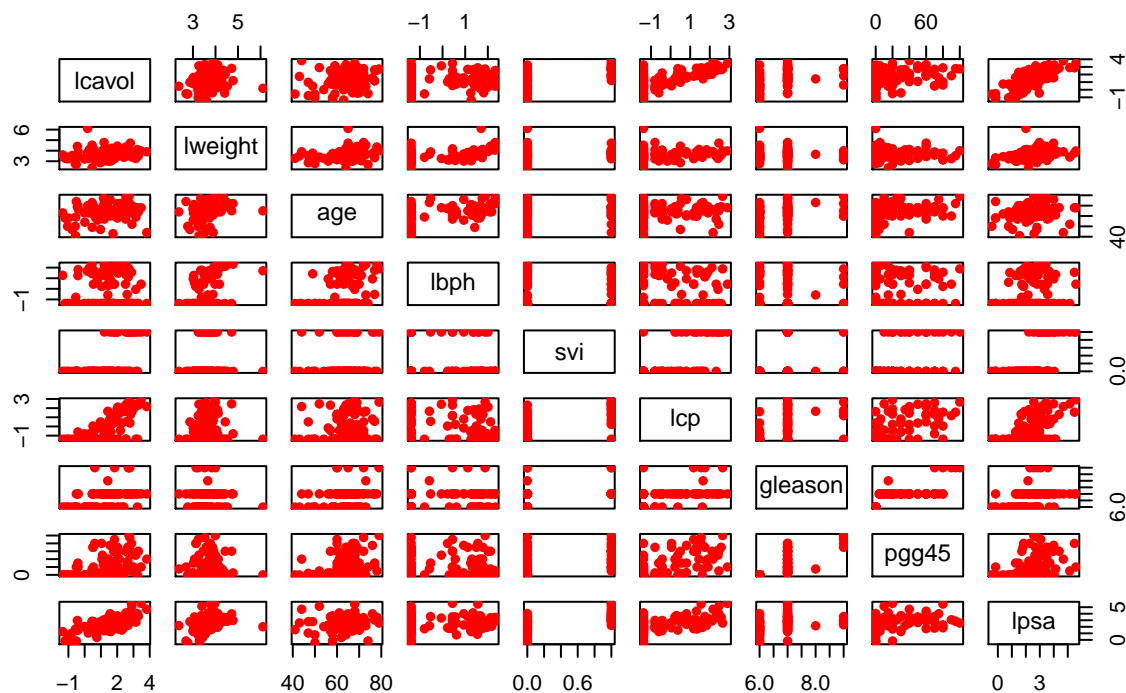 3 5 −1 1 −1 1 3 0 60
lcavol −1 4
3 6 lweight
age 40
−1 lbph
svi 0.0
−1 3 lcp
gleason 6.0
0 pgg45
lpsa 0 5
−1 2 4 40 60 80 0.0 0.6 6.0 8.0 0 3